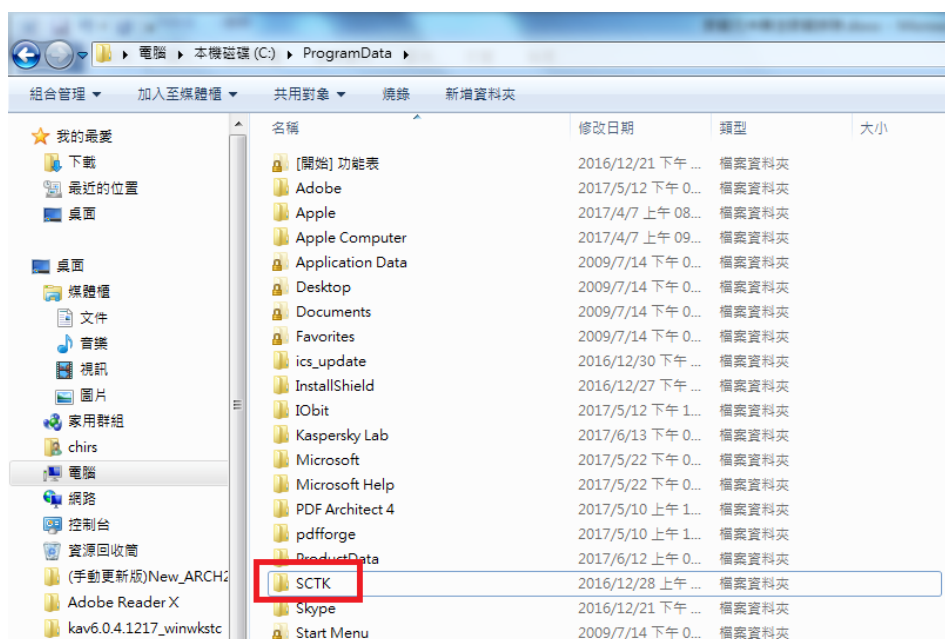 電腦 ▸ 本機磁碟 (C:) ▸ ProgramData ▸
組合管理 ▼ 加入至媒體櫃 ▼ 共用對象 ▼ 燒錄 新增資料夾
我的最愛
下載
最近的位置
桌面
桌面
媒體櫃
文件
音樂
視訊
圖片
家用群組
chirs
電腦
網路
控制台
資源回收筒
(手動更新版)New_ARCH2
Adobe Reader X
kav6.0.4.1217_winwkstc
名稱 修改日期 類型 大小
[開始] 功能表 2016/12/21 下午 ... 檔案資料夾
Adobe 2017/5/12 下午 0... 檔案資料夾
Apple 2017/4/7 上午 08... 檔案資料夾
Apple Computer 2017/4/7 上午 09... 檔案資料夾
Application Data 2009/7/14 下午 0... 檔案資料夾
Desktop 2009/7/14 下午 0... 檔案資料夾
Documents 2009/7/14 下午 0... 檔案資料夾
Favorites 2009/7/14 下午 0... 檔案資料夾
ics_update 2016/12/30 下午 ... 檔案資料夾
InstallShield 2016/12/27 下午 ... 檔案資料夾
IObit 2017/5/12 下午 1... 檔案資料夾
Kaspersky Lab 2017/6/13 下午 0... 檔案資料夾
Microsoft 2017/5/22 下午 0... 檔案資料夾
Microsoft Help 2017/5/22 下午 0... 檔案資料夾
PDF Architect 4 2017/5/10 上午 1... 檔案資料夾
pdfforge 2017/5/10 上午 1... 檔案資料夾
ProductData 2017/6/12 上午 0... 檔案資料夾
SCTK 2016/12/28 上午 ... 檔案資料夾
Skype 2016/12/21 下午 ... 檔案資料夾
Start Menu 2009/7/14 下午 0... 檔案資料夾